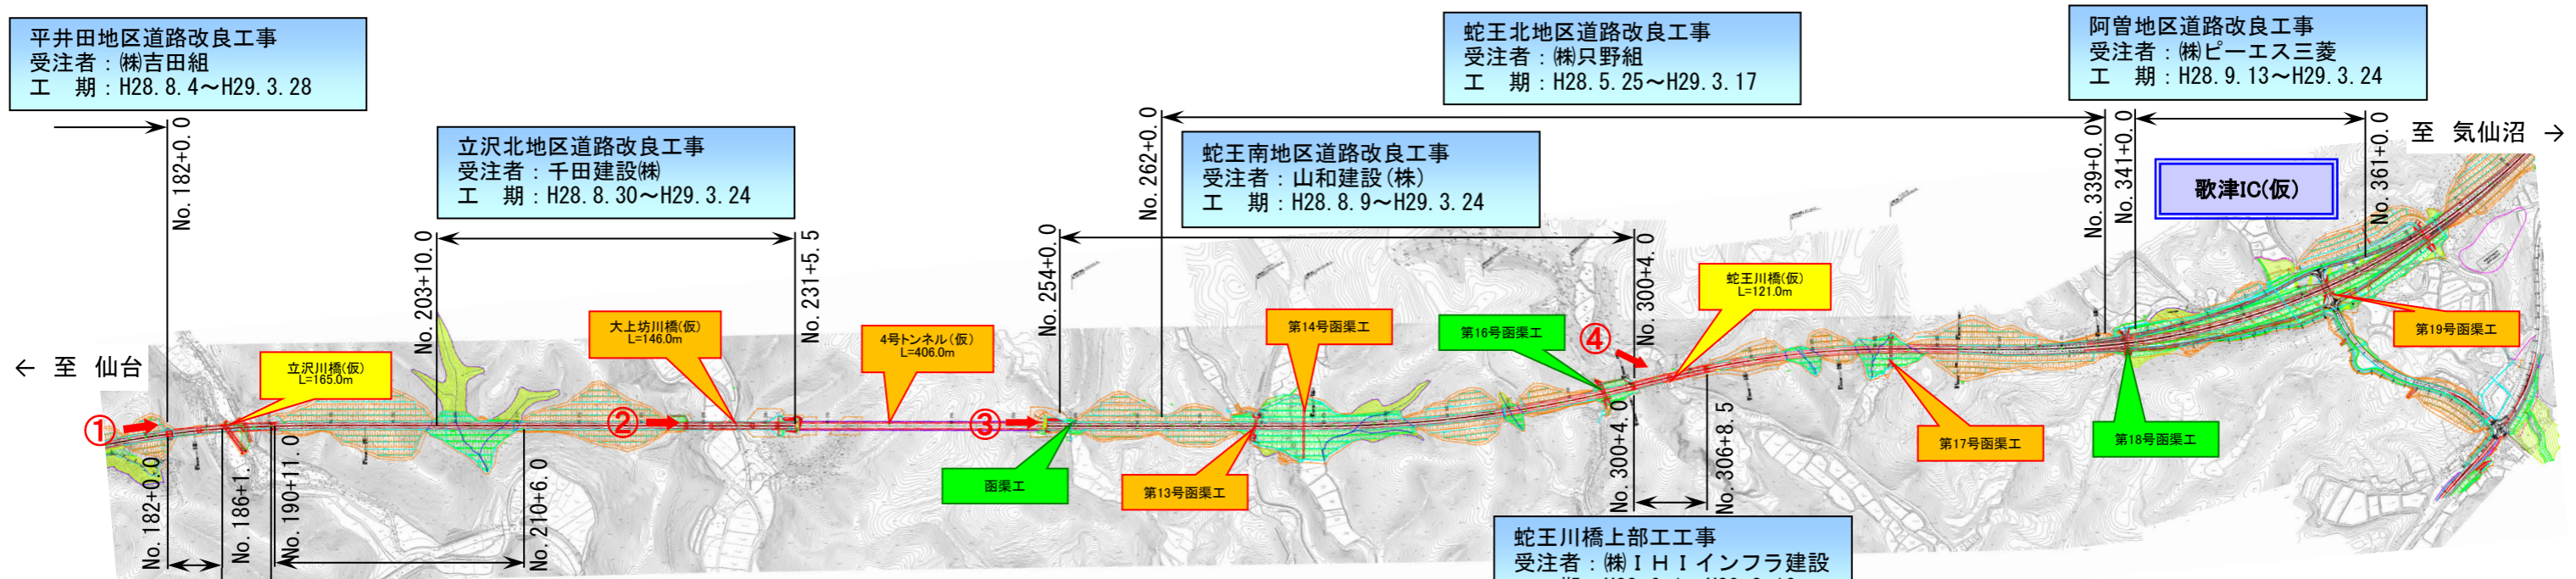 平井田地区道路改良工事
受注者：㈱吉田組
工　期：H28.8.4～H29.3.28
立沢北地区道路改良工事
受注者：千田建設㈱
工　期：H28.8.30～H29.3.24
蛇王北地区道路改良工事
受注者：㈱只野組
工　期：H28.5.25～H29.3.17
蛇王南地区道路改良工事
受注者：山和建設(株)
工　期：H28.8.9～H29.3.24
阿曽地区道路改良工事
受注者：㈱ピーエス三菱
工　期：H28.9.13～H29.3.24
至 気仙沼 →
歌津IC(仮)
← 至 仙台
No.182+0.0
No.203+10.0
No.231+5.5
No.254+0.0
No.262+0.0
No.300+4.0
No.339+0.0
No.341+0.0
No.361+0.0
立沢川橋(仮)
L=165.0m
大上坊川橋(仮)
L=146.0m
4号トンネル(仮)
L=406.0m
第14号函渠工
第16号函渠工
蛇王川橋(仮)
L=121.0m
第19号函渠工
①
②
③
④
函渠工
第13号函渠工
第17号函渠工
第18号函渠工
No.182+0.0
No.186+1.
No.190+11.0
No.210+6.0
No.300+4.0
No.306+8.5
蛇王川橋上部工工事
受注者：㈱ＩＨＩインフラ建設